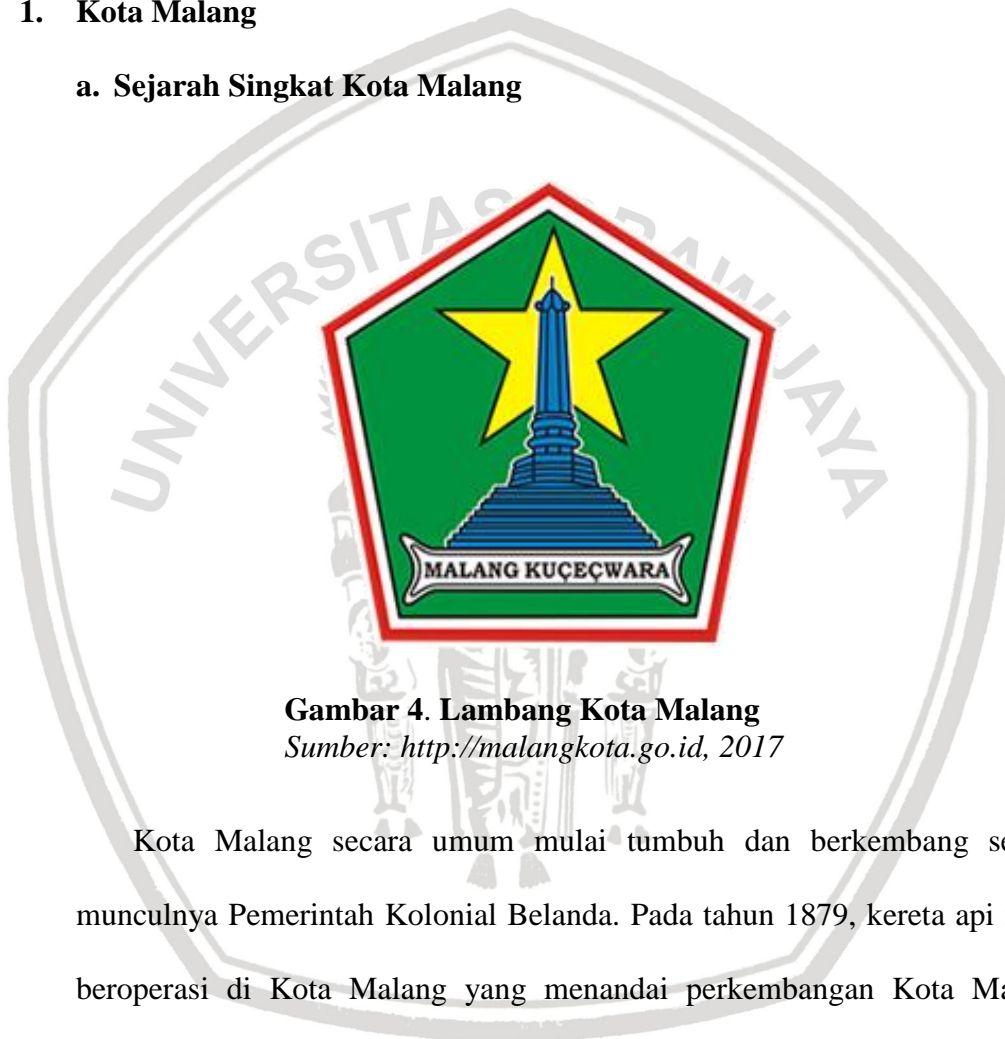 1. Kota Malang
a. Sejarah Singkat Kota Malang
UNIVERSITAS BRAWIJAYA
MALANG KUÇEÇWARA
Gambar 4. Lambang Kota Malang
Sumber: http://malangkota.go.id, 2017
Kota Malang secara umum mulai tumbuh dan berkembang
munculnya Pemerintah Kolonial Belanda. Pada tahun 1879, kereta api
beroperasi di Kota Malang yang menandai perkembangan Kota